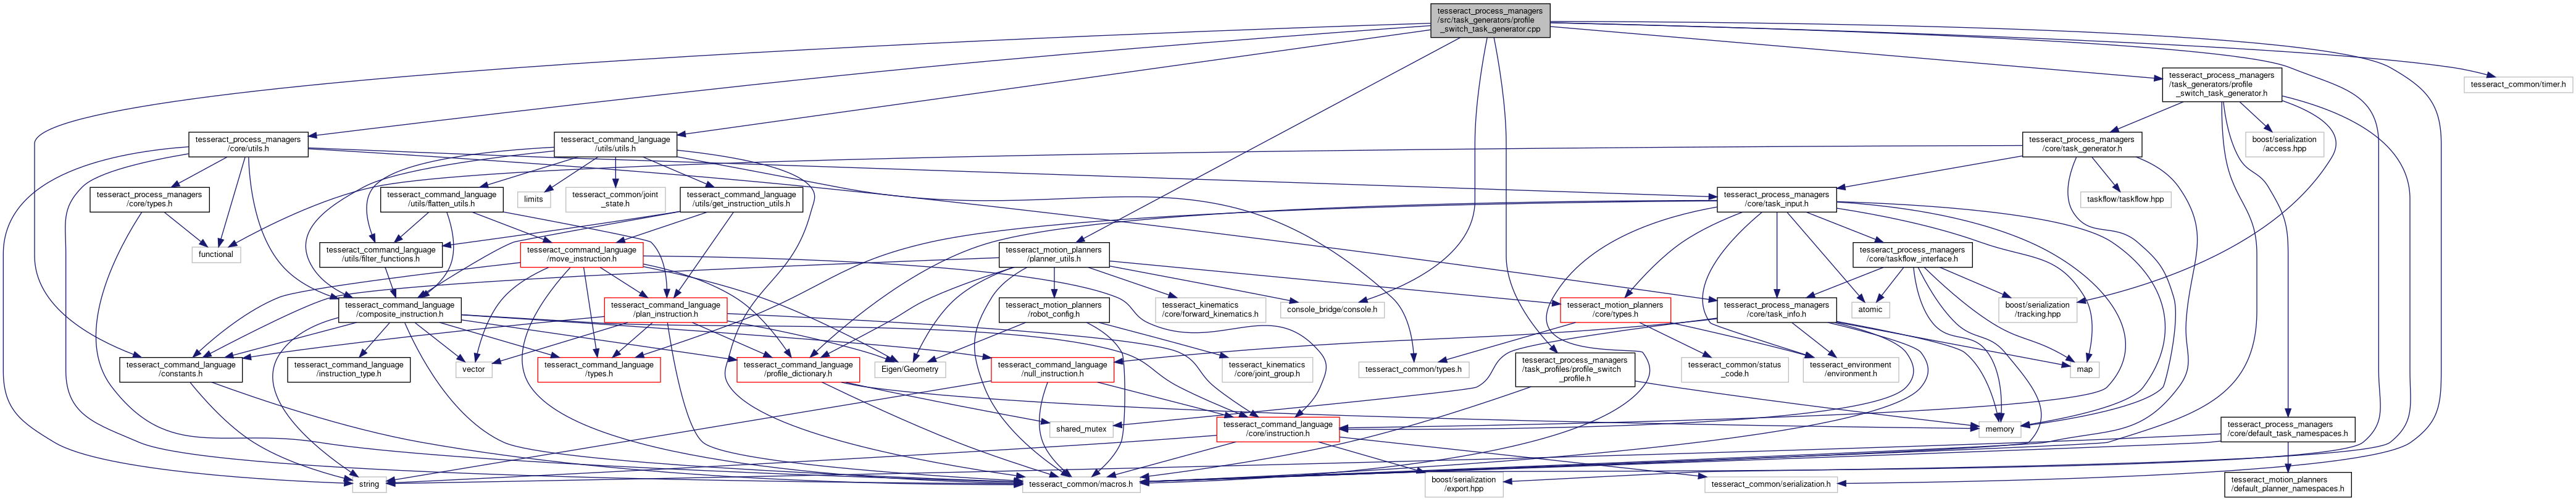 tesseract_process_managers
/src/task_generators/profile
_switch_task_generator.cpp
tesseract_process_managers
/task_generators/profile
_switch_task_generator.h
tesseract_common/timer.h
tesseract_process_managers
/core/utils.h
tesseract_command_language
/utils/utils.h
tesseract_process_managers
/core/task_generator.h
boost/serialization
/access.hpp
tesseract_process_managers
/core/types.h
tesseract_command_language
/utils/flatten_utils.h
limits
tesseract_common/joint
_state.h
tesseract_command_language
/utils/get_instruction_utils.h
tesseract_process_managers
/core/task_input.h
taskflow/taskflow.hpp
functional
tesseract_command_language
/utils/filter_functions.h
tesseract_command_language
/move_instruction.h
tesseract_motion_planners
/planner_utils.h
tesseract_process_managers
/core/taskflow_interface.h
tesseract_command_language
/composite_instruction.h
tesseract_command_language
/plan_instruction.h
tesseract_motion_planners
/robot_config.h
tesseract_kinematics
/core/forward_kinematics.h
console_bridge/console.h
tesseract_motion_planners
/core/types.h
tesseract_process_managers
/core/task_info.h
atomic
boost/serialization
/tracking.hpp
tesseract_command_language
/constants.h
tesseract_command_language
/instruction_type.h
vector
tesseract_command_language
/types.h
tesseract_command_language
/profile_dictionary.h
Eigen/Geometry
tesseract_command_language
/null_instruction.h
tesseract_kinematics
/core/joint_group.h
tesseract_common/types.h
tesseract_process_managers
/task_profiles/profile_switch
_profile.h
tesseract_common/status
_code.h
tesseract_environment
/environment.h
map
shared_mutex
tesseract_command_language
/core/instruction.h
memory
tesseract_process_managers
/core/default_task_namespaces.h
string
tesseract_common/macros.h
boost/serialization
/export.hpp
tesseract_common/serialization.h
tesseract_motion_planners
/default_planner_namespaces.h